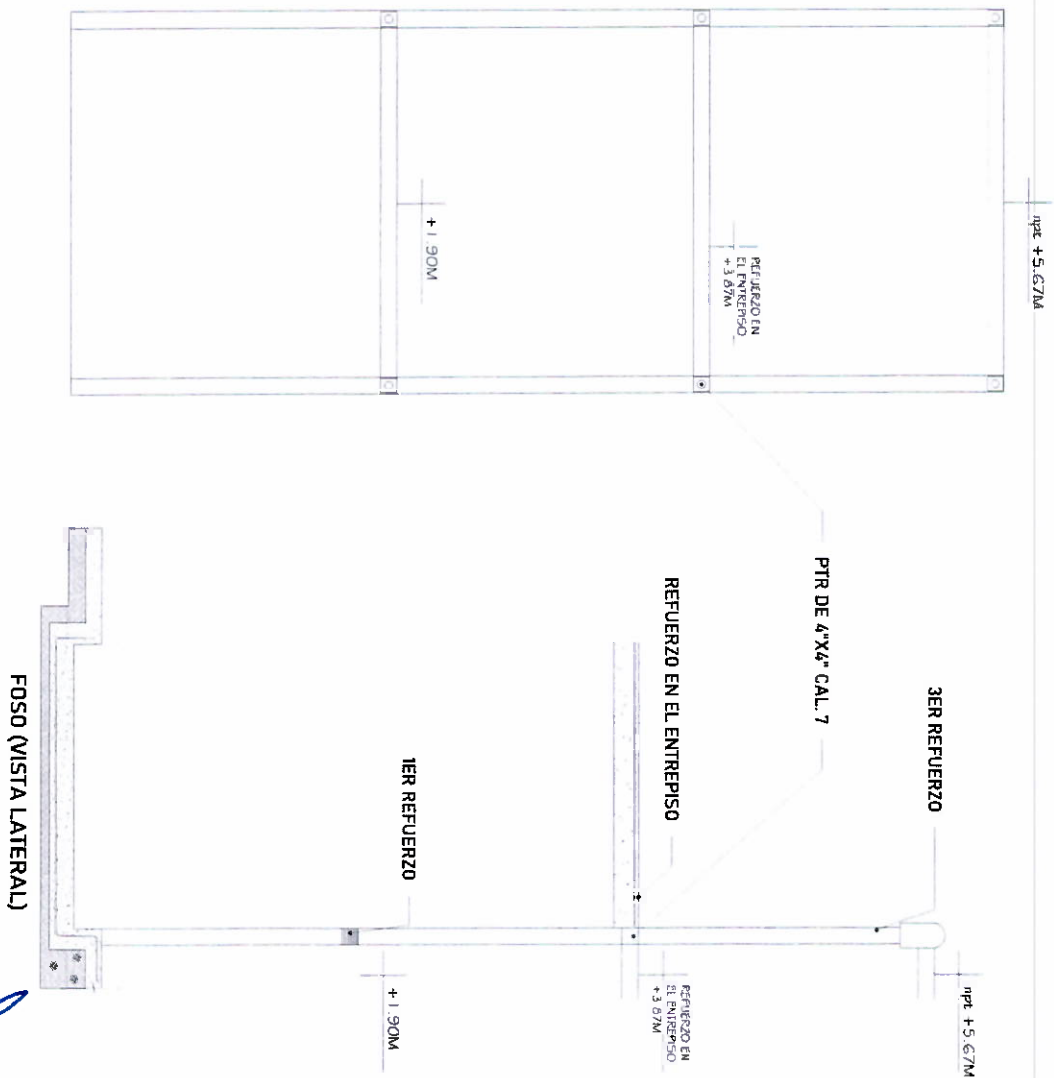 npt +5.67M
REFUERZO EN
EL ENTREPISO
+3.87M
+1.90M
PTR DE 4"X4" CAL. 7
3ER REFUERZO
REFUERZO EN EL ENTREPISO
1ER REFUERZO
npt +5.67M
REFUERZO EN
EL ENTREPISO
+3.87M
+1.90M
FOSO (VISTA LATERAL)